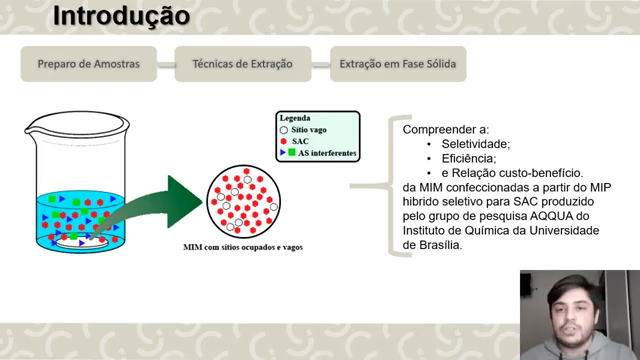 Introdução
Preparo de Amostras
Técnicas de Extração
Extração em Fase Sólida
Legenda
Sítio vago
SAC
AS interferentes
MIM com sítios ocupados e vagos
Compreender a:
• Seletividade;
• Eficiência;
• e Relação custo-benefício.
da MIM confeccionadas a partir do MIP
hibrido seletivo para SAC produzido
pelo grupo de pesquisa AQQUA do
Instituto de Química da Universidade
de Brasília.